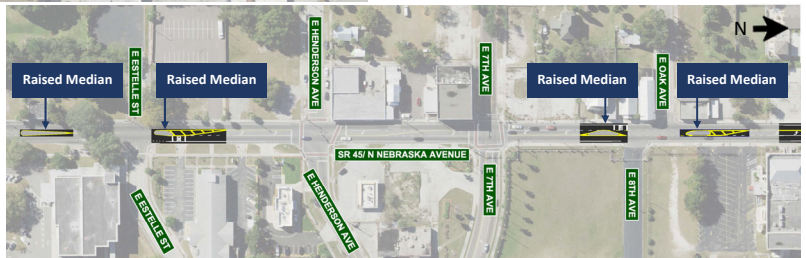 N
E ESTELLE ST
E HENDERSON AVE
E 7TH AVE
E OAK AVE
Raised Median
Raised Median
Raised Median
Raised Median
SR 45/ N NEBRASKA AVENUE
E ESTELLE ST
E HENDERSON AVE
E 7TH AVE
E 8TH AVE